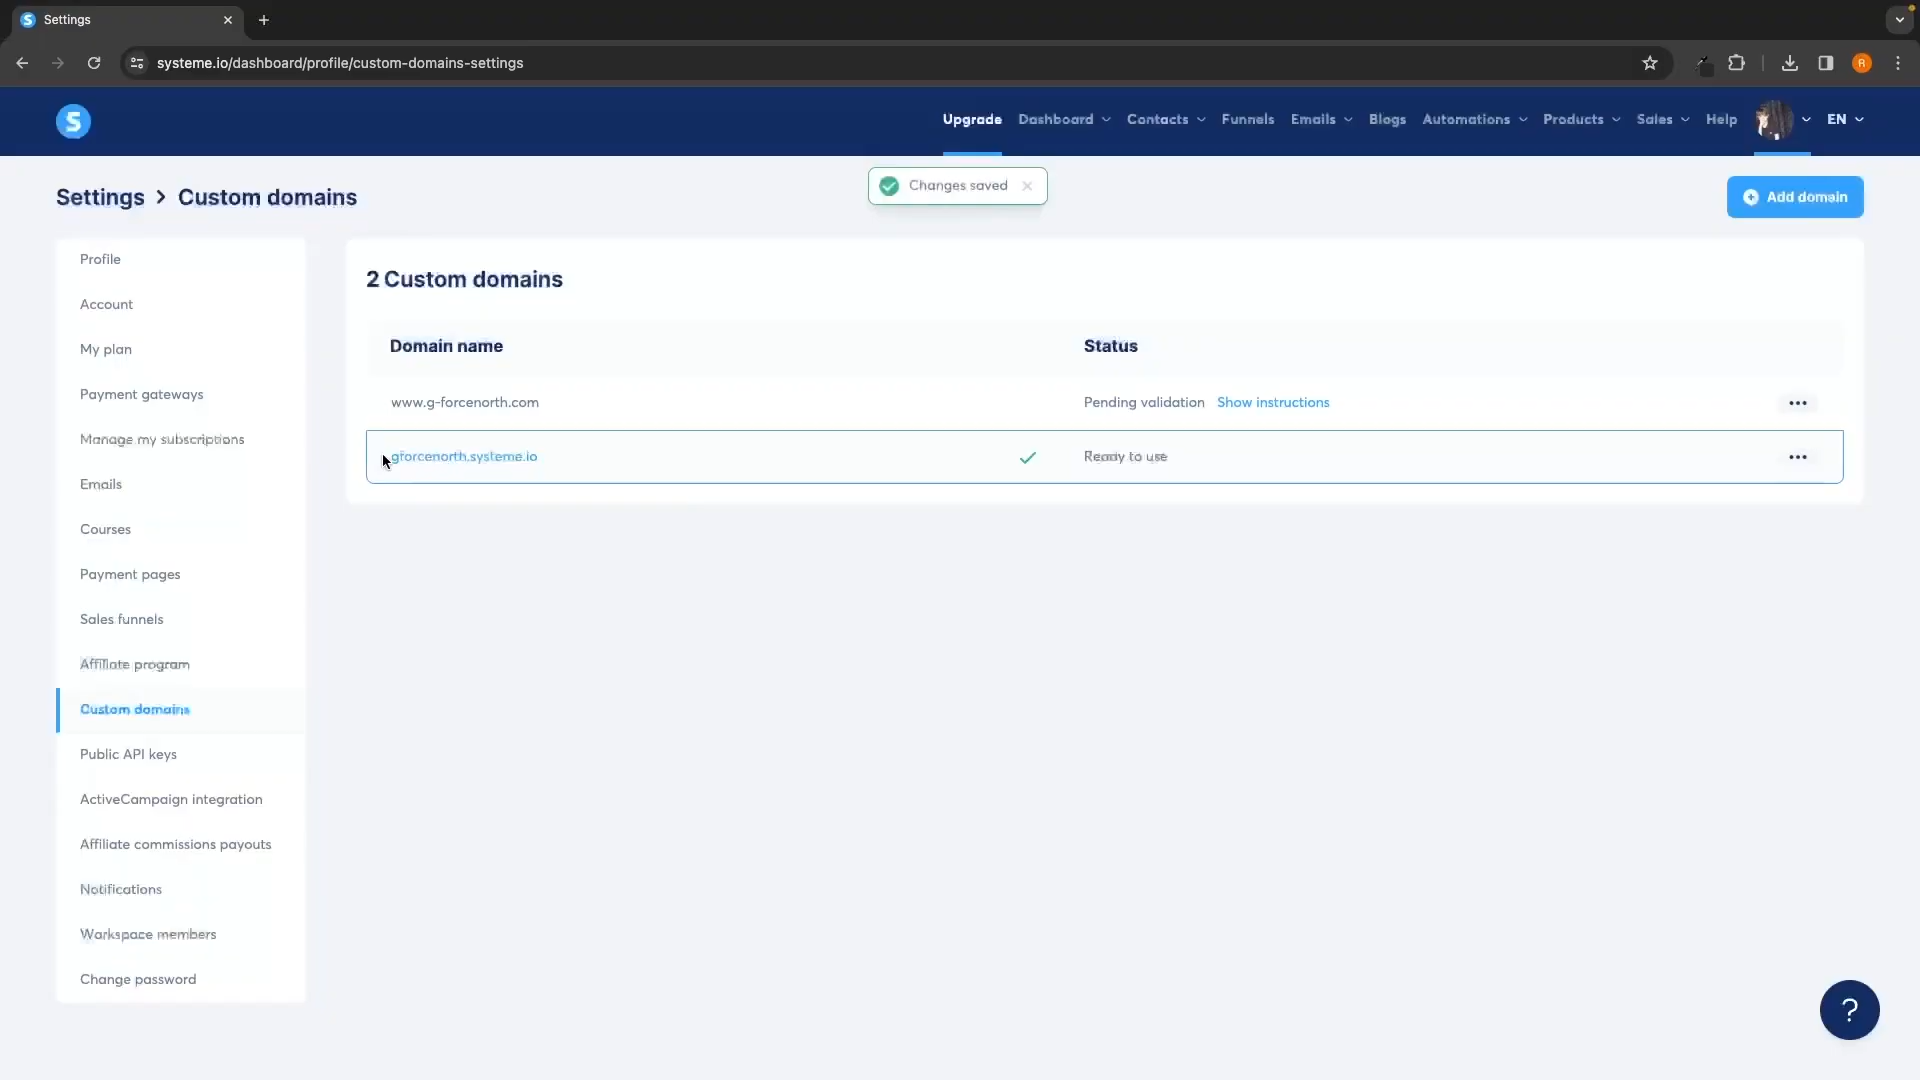 Settings
systeme.io/dashboard/profile/custom-domains-settings
R
S
Upgrade Dashboard Contacts Funnels Emails Blogs Automations Products Sales Help EN
Settings > Custom domains
Changes saved
Add domain
Profile
Account
My plan
Payment gateways
Manage my subscriptions
Emails
Courses
Payment pages
Sales funnels
Affiliate program
Custom domains
Public API keys
ActiveCampaign integration
Affiliate commissions payouts
Notifications
Workspace members
Change password
2 Custom domains
Domain name Status
www.g-forcenorth.com Pending validation Show instructions
gforcenorth.systeme.io Ready to use
?